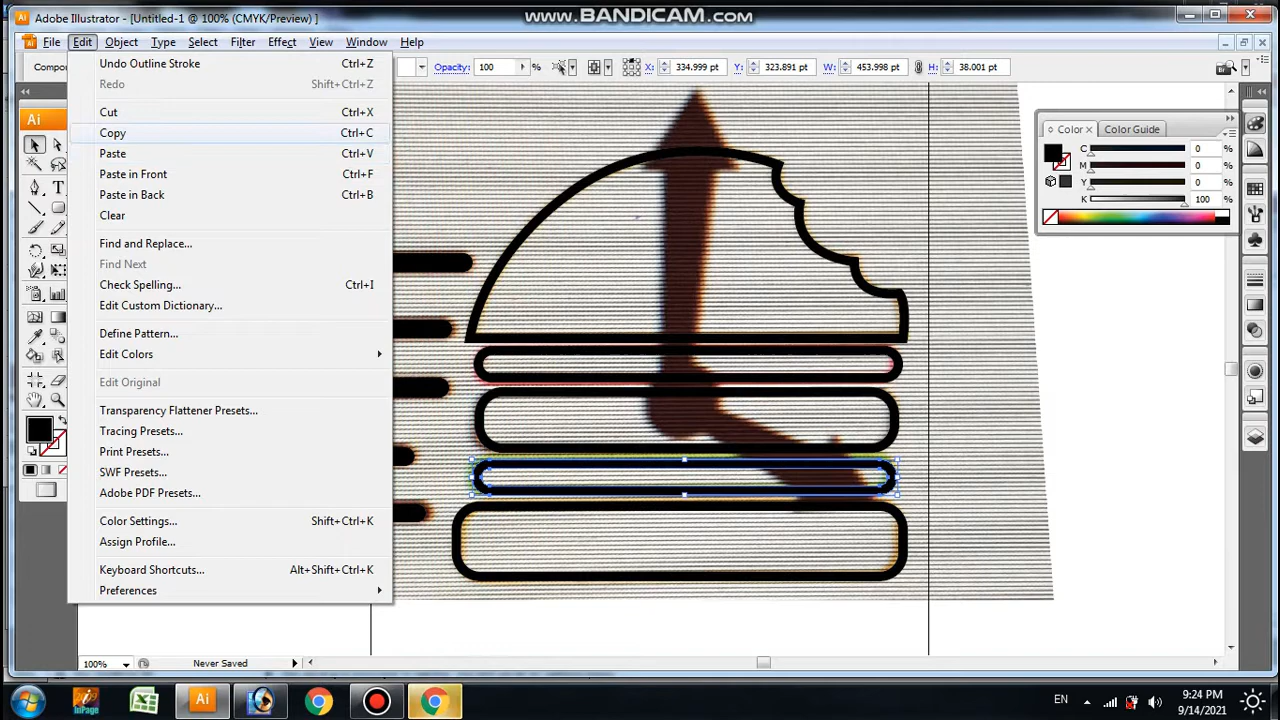 Adobe Illustrator - [Untitled-1 @ 100% (CMYK/Preview) ]
www.BANDICAM.com
File Edit Object Type Select Filter Effect View Window Help
Opacity: 100 % X: 334.999 pt Y: 323.891 pt W: 453.998 pt H: 38.001 pt
Undo Outline Stroke Ctrl+Z
Redo Shift+Ctrl+Z
Cut Ctrl+X
Copy Ctrl+C
Paste Ctrl+V
Paste in Front Ctrl+F
Paste in Back Ctrl+B
Clear
Find and Replace...
Find Next
Check Spelling... Ctrl+I
Edit Custom Dictionary...
Define Pattern...
Edit Colors
Edit Original
Transparency Flattener Presets...
Tracing Presets...
Print Presets...
SWF Presets...
Adobe PDF Presets...
Color Settings... Shift+Ctrl+K
Assign Profile...
Keyboard Shortcuts... Alt+Shift+Ctrl+K
Preferences
Ai
T
Color Color Guide
C 0 %
M 0 %
Y 0 %
K 100 %
100% Never Saved
Ai
EN 9:24 PM
9/14/2021